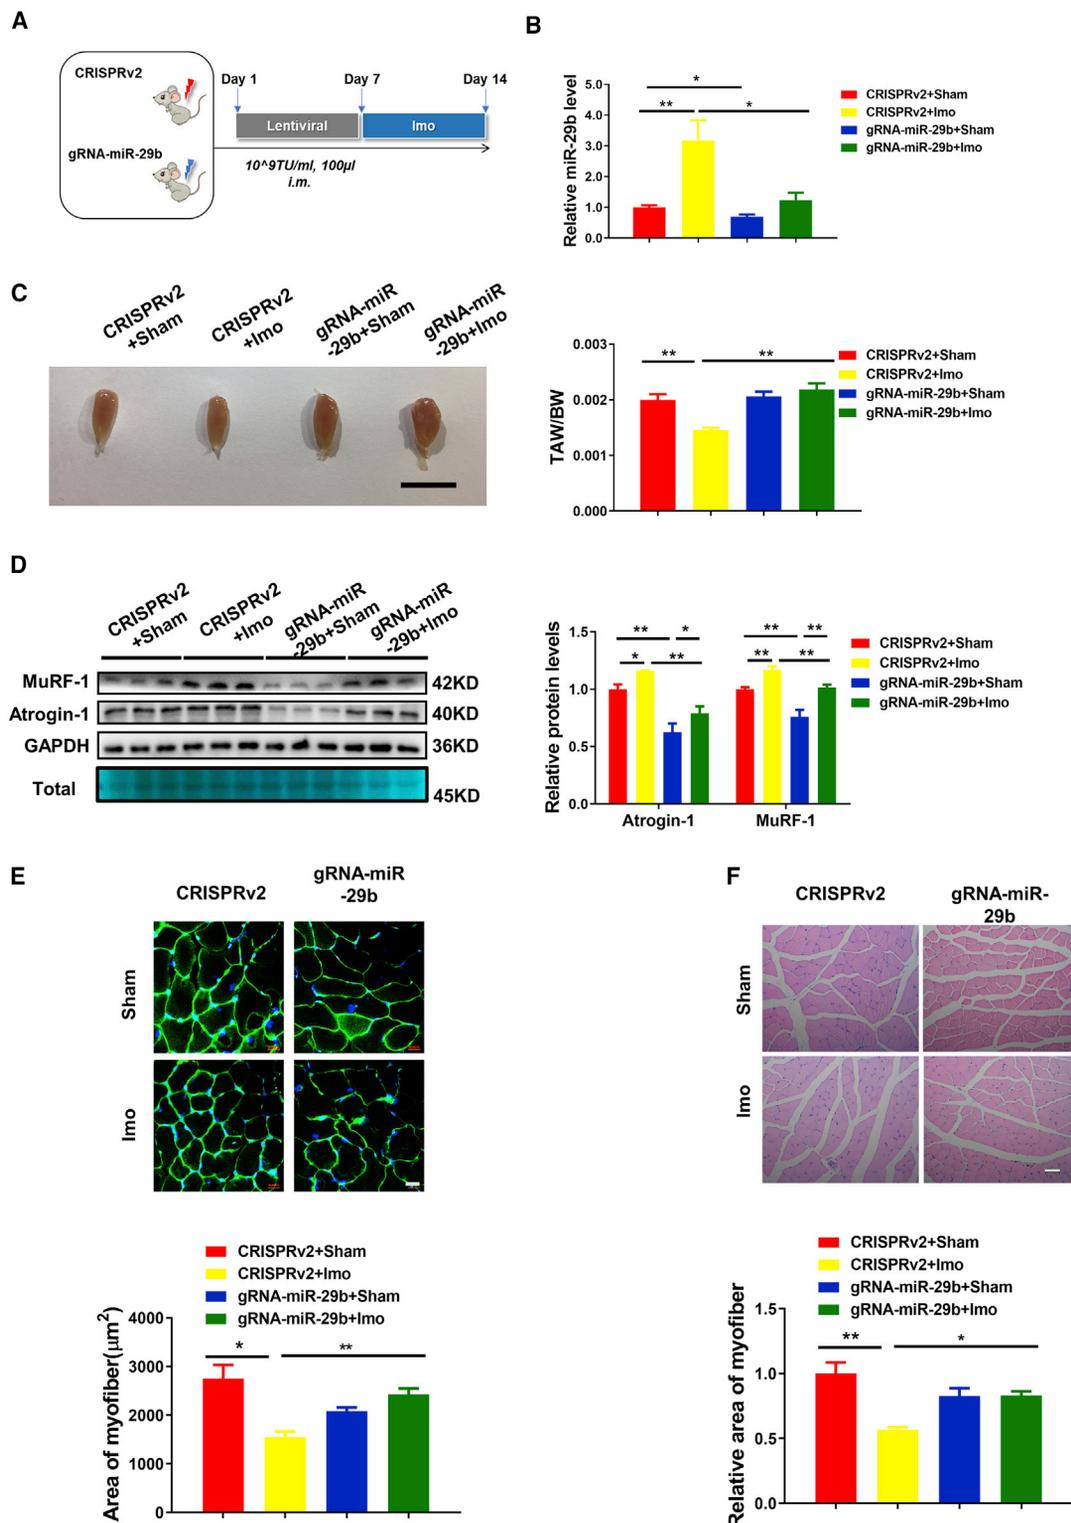 A
CRISPRv2
gRNA-miR-29b
Day 1
Day 7
Day 14
Lentiviral
Imo
10^9TU/ml, 100μl
i.m.
B
Relative miR-29b level
5.0
4.0
3.0
2.0
1.0
0.0
**
*
*
CRISPRv2+Sham
CRISPRv2+Imo
gRNA-miR-29b+Sham
gRNA-miR-29b+Imo
C
CRISPRv2
+Sham
CRISPRv2
+Imo
gRNA-miR
-29b+Sham
gRNA-miR
-29b+Imo
TAW/BW
0.003
0.002
0.001
0.000
**
**
CRISPRv2+Sham
CRISPRv2+Imo
gRNA-miR-29b+Sham
gRNA-miR-29b+Imo
D
CRISPRv2
+Sham
CRISPRv2
+Imo
gRNA-miR
-29b+Sham
gRNA-miR
-29b+Imo
MuRF-1
42KD
Atrogin-1
40KD
GAPDH
36KD
Total
45KD
Relative protein levels
1.5
1.0
0.5
0.0
** *
* **
** **
** **
Atrogin-1
MuRF-1
CRISPRv2+Sham
CRISPRv2+Imo
gRNA-miR-29b+Sham
gRNA-miR-29b+Imo
E
CRISPRv2
gRNA-miR
-29b
Sham
Imo
CRISPRv2+Sham
CRISPRv2+Imo
gRNA-miR-29b+Sham
gRNA-miR-29b+Imo
Area of myofiber(μm²)
4000
3000
2000
1000
0
*
**
F
CRISPRv2
gRNA-miR-
29b
Sham
Imo
CRISPRv2+Sham
CRISPRv2+Imo
gRNA-miR-29b+Sham
gRNA-miR-29b+Imo
Relative area of myofiber
1.5
1.0
0.5
0.0
**
*